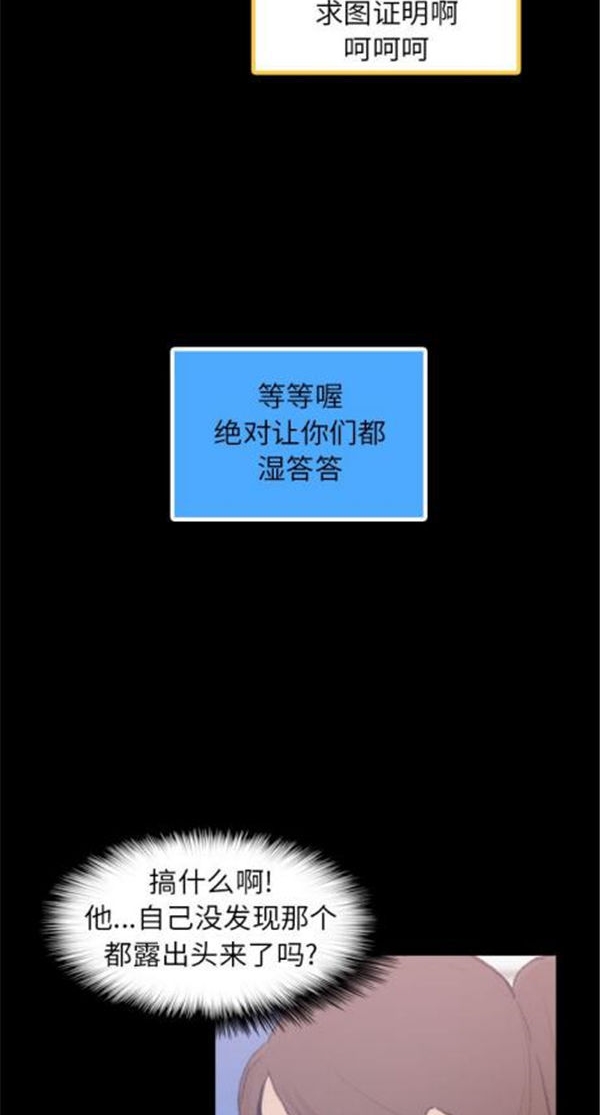 求图证明啊
呵呵呵
等等喔
绝对让你们都
湿答答
搞什么啊!
他...自己没发现那个
都露出头来了吗?